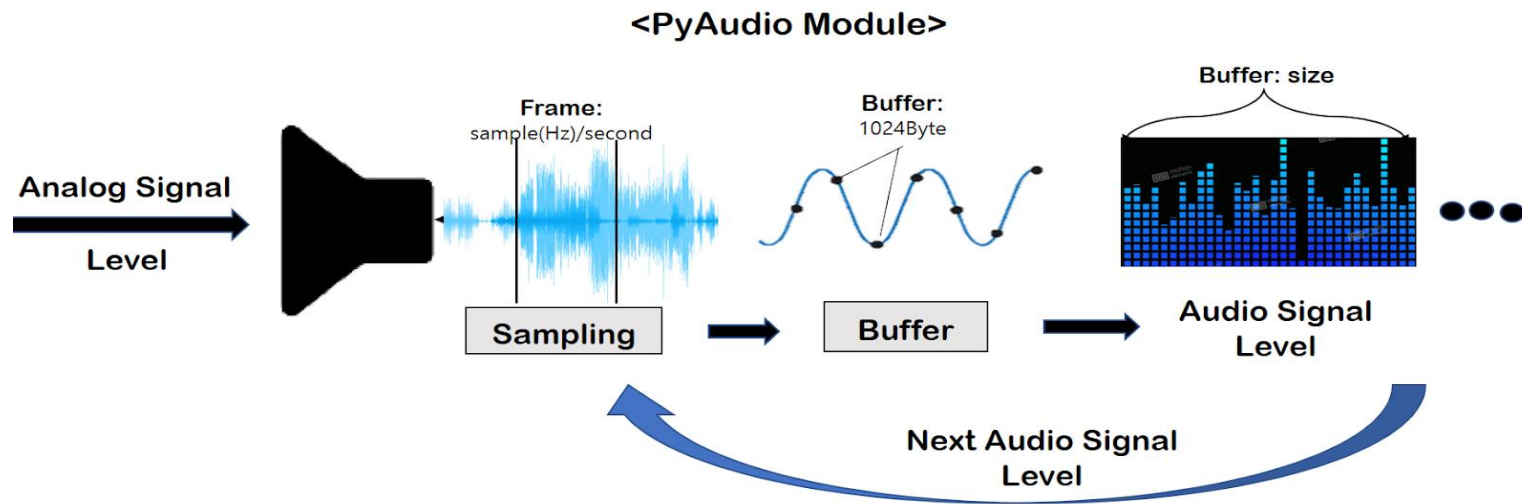 <PyAudio Module>
Analog Signal
Level
Frame:
sample(Hz)/second
Sampling
Buffer:
1024Byte
Buffer
Buffer: size
Audio Signal
Level
Next Audio Signal
Level